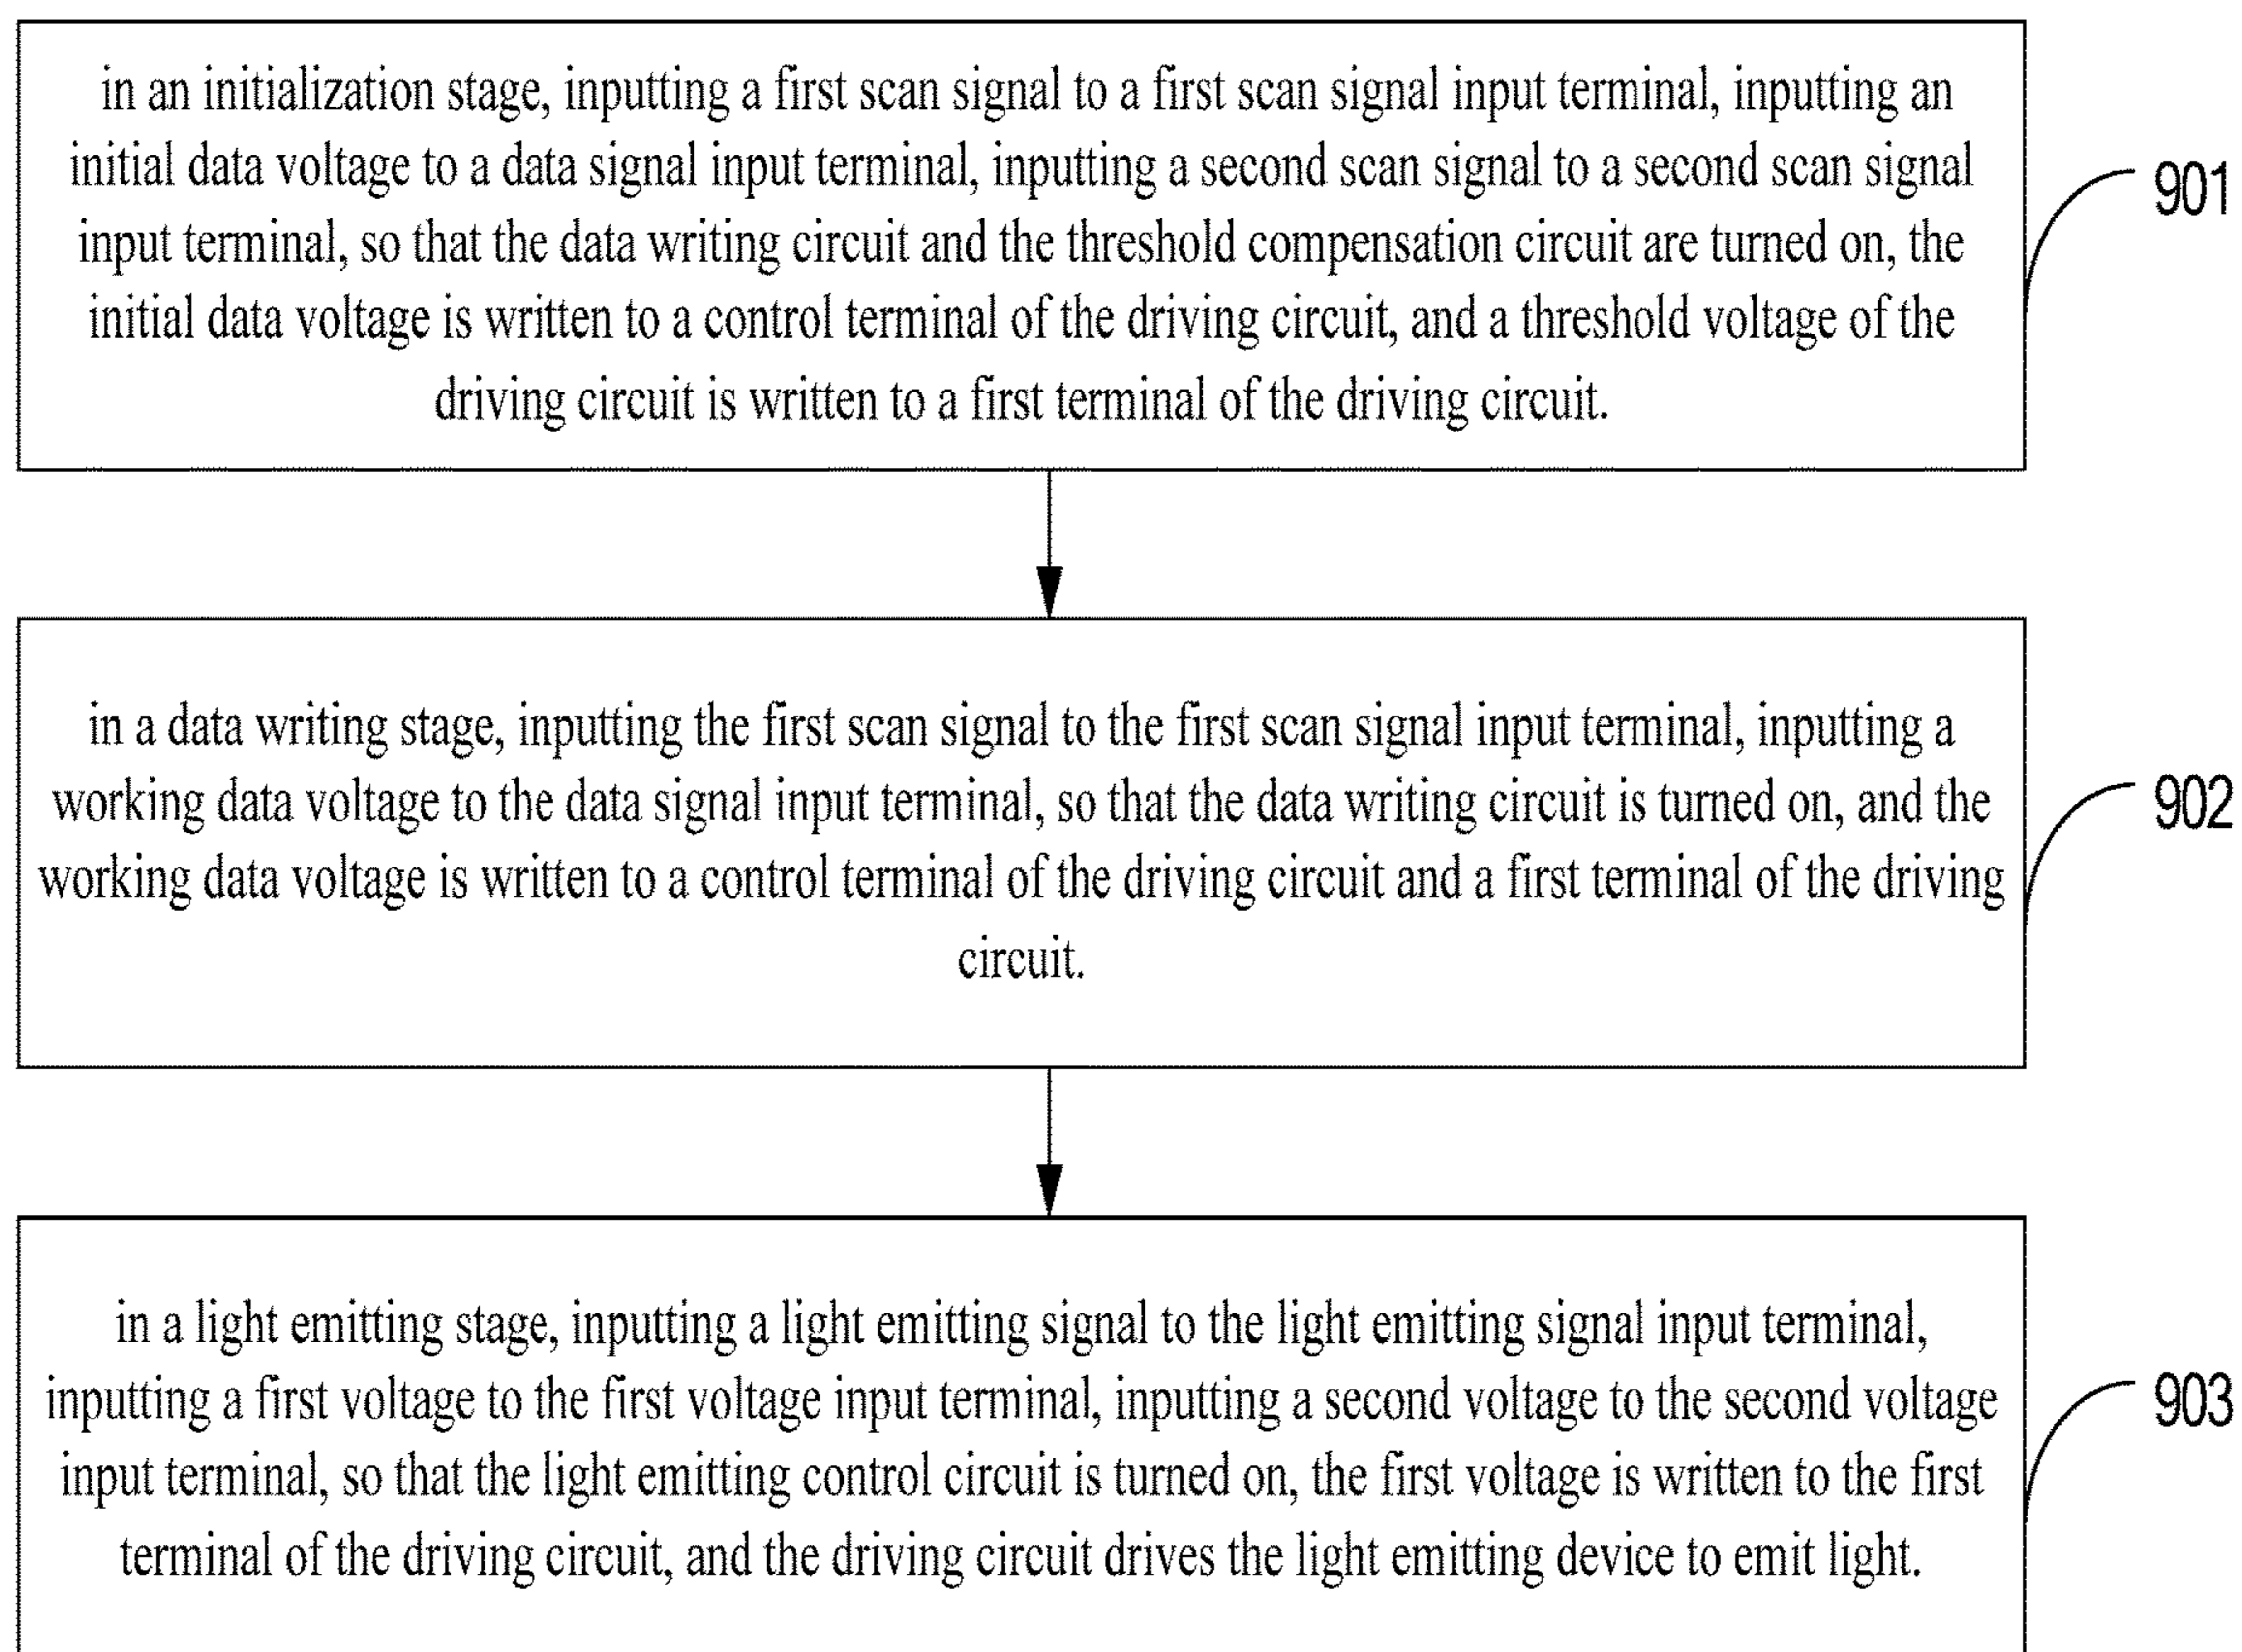 in an initialization stage, inputting a first scan signal to a first scan signal input terminal, inputting an
initial data voltage to a data signal input terminal, inputting a second scan signal to a second scan signal
input terminal, so that the data writing circuit and the threshold compensation circuit are turned on, the
initial data voltage is written to a control terminal of the driving circuit, and a threshold voltage of the
driving circuit is written to a first terminal of the driving circuit.
901
in a data writing stage, inputting the first scan signal to the first scan signal input terminal, inputting a
working data voltage to the data signal input terminal, so that the data writing circuit is turned on, and the
working data voltage is written to a control terminal of the driving circuit and a first terminal of the driving
circuit.
902
in a light emitting stage, inputting a light emitting signal to the light emitting signal input terminal,
inputting a first voltage to the first voltage input terminal, inputting a second voltage to the second voltage
input terminal, so that the light emitting control circuit is turned on, the first voltage is written to the first
terminal of the driving circuit, and the driving circuit drives the light emitting device to emit light.
903